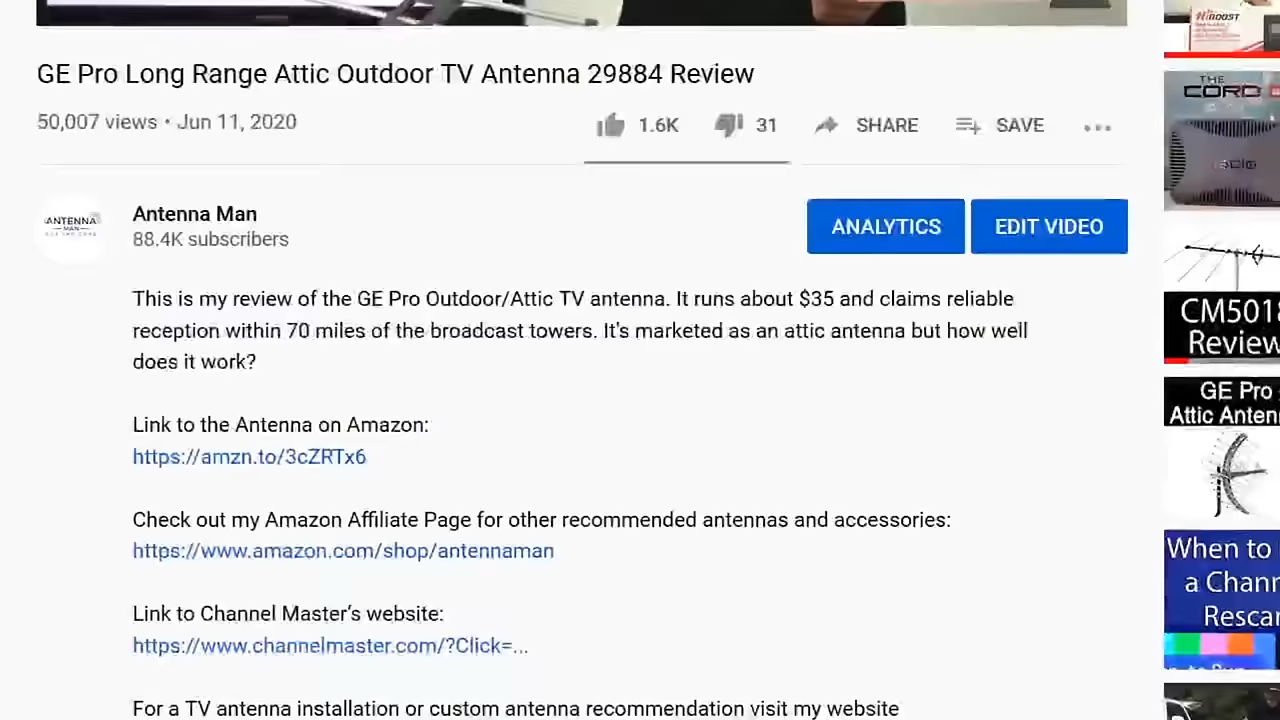 GE Pro Long Range Attic Outdoor TV Antenna 29884 Review
50,007 views • Jun 11, 2020
1.6K
31
SHARE
SAVE
ANTENNA
MAN
Antenna Man
88.4K subscribers
ANALYTICS
EDIT VIDEO
This is my review of the GE Pro Outdoor/Attic TV antenna. It runs about $35 and claims reliable
reception within 70 miles of the broadcast towers. It's marketed as an attic antenna but how well
does it work?
Link to the Antenna on Amazon:
https://amzn.to/3cZRTx6
Check out my Amazon Affiliate Page for other recommended antennas and accessories:
https://www.amazon.com/shop/antennaman
Link to Channel Master's website:
https://www.channelmaster.com/?Click=...
For a TV antenna installation or custom antenna recommendation visit my website
THE
CORD
CM5018
Review
GE Pro
Attic Anten
When to
a Chann
Rescan